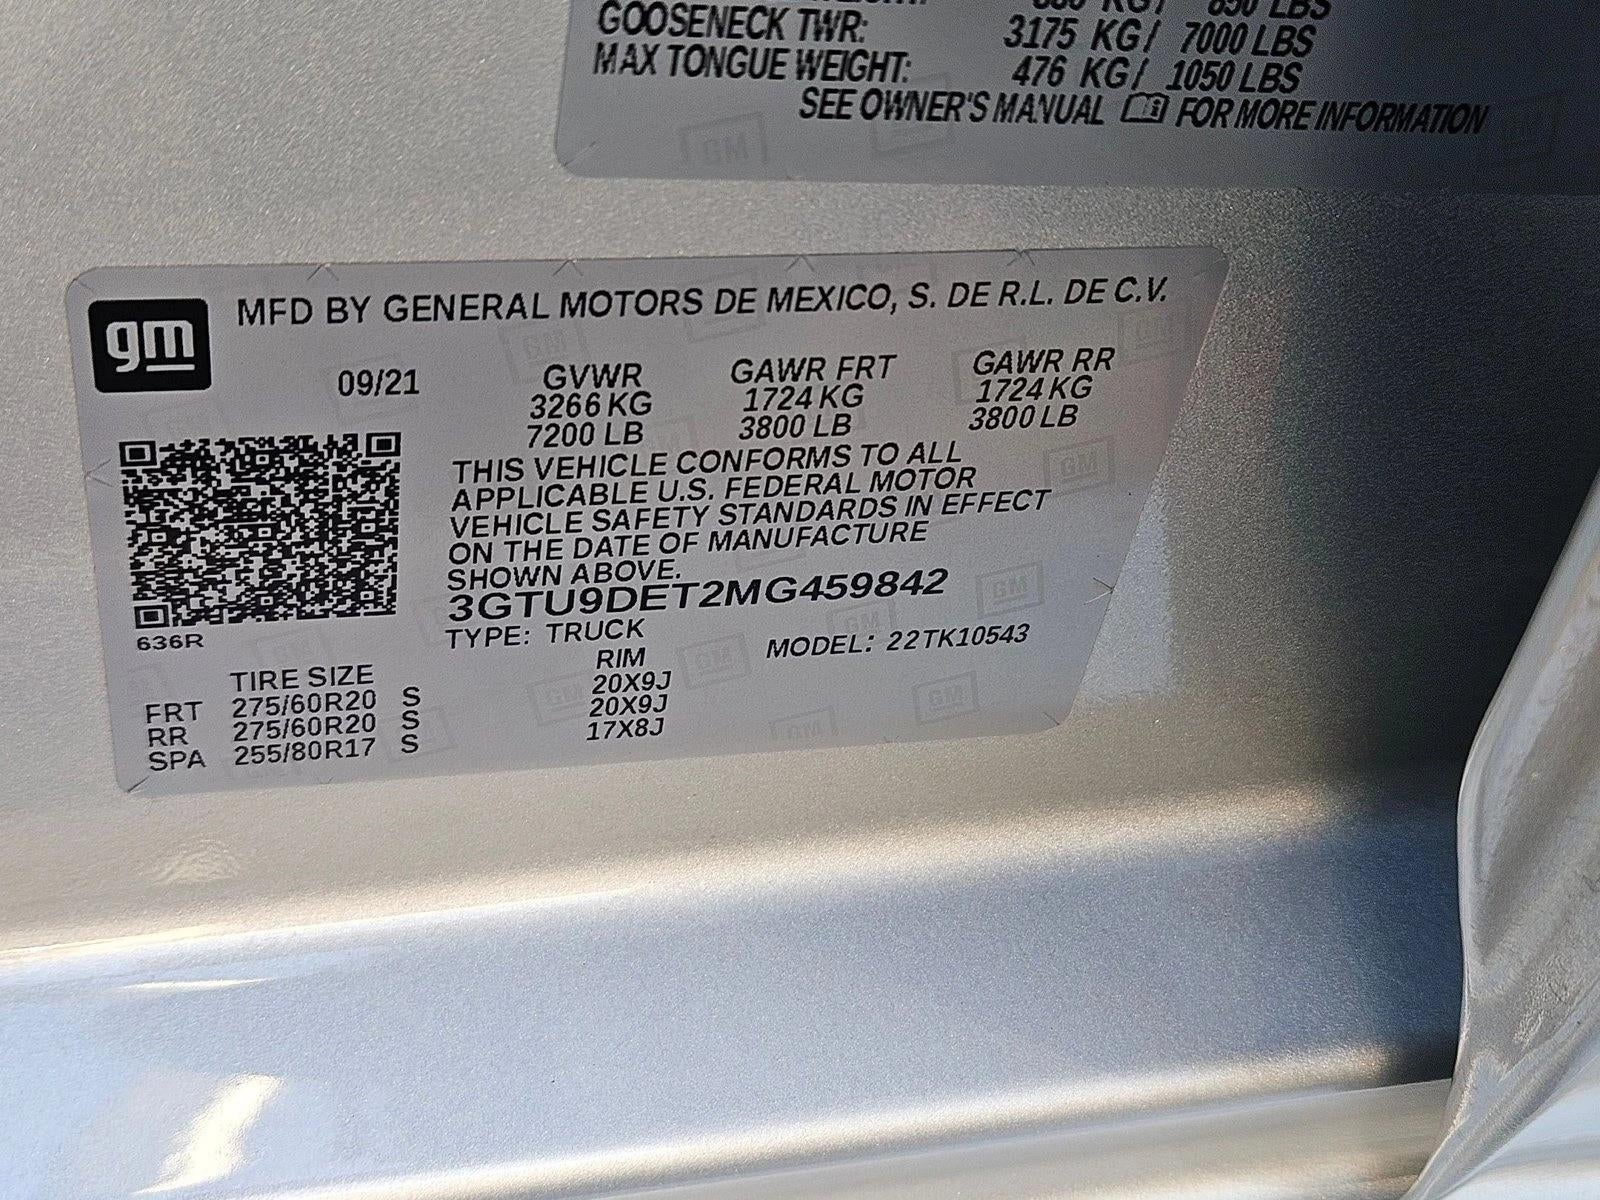 850 LBS
GOOSENECK TWR: 3175 KG/ 7000 LBS
MAX TONGUE WEIGHT: 476 KG/ 1050 LBS
SEE OWNER'S MANUAL FOR MORE INFORMATION
gm
MFD BY GENERAL MOTORS DE MEXICO, S. DE R.L. DE C.V.
09/21 GVWR GAWR FRT GAWR RR
3266 KG 1724 KG 1724 KG
7200 LB 3800 LB 3800 LB
THIS VEHICLE CONFORMS TO ALL
APPLICABLE U.S. FEDERAL MOTOR
VEHICLE SAFETY STANDARDS IN EFFECT
ON THE DATE OF MANUFACTURE
SHOWN ABOVE.
3GTU9DET2MG459842
636R
TYPE: TRUCK MODEL: 22TK10543
TIRE SIZE RIM
FRT 275/60R20 S 20X9J
RR 275/60R20 S 20X9J
SPA 255/80R17 S 17X8J